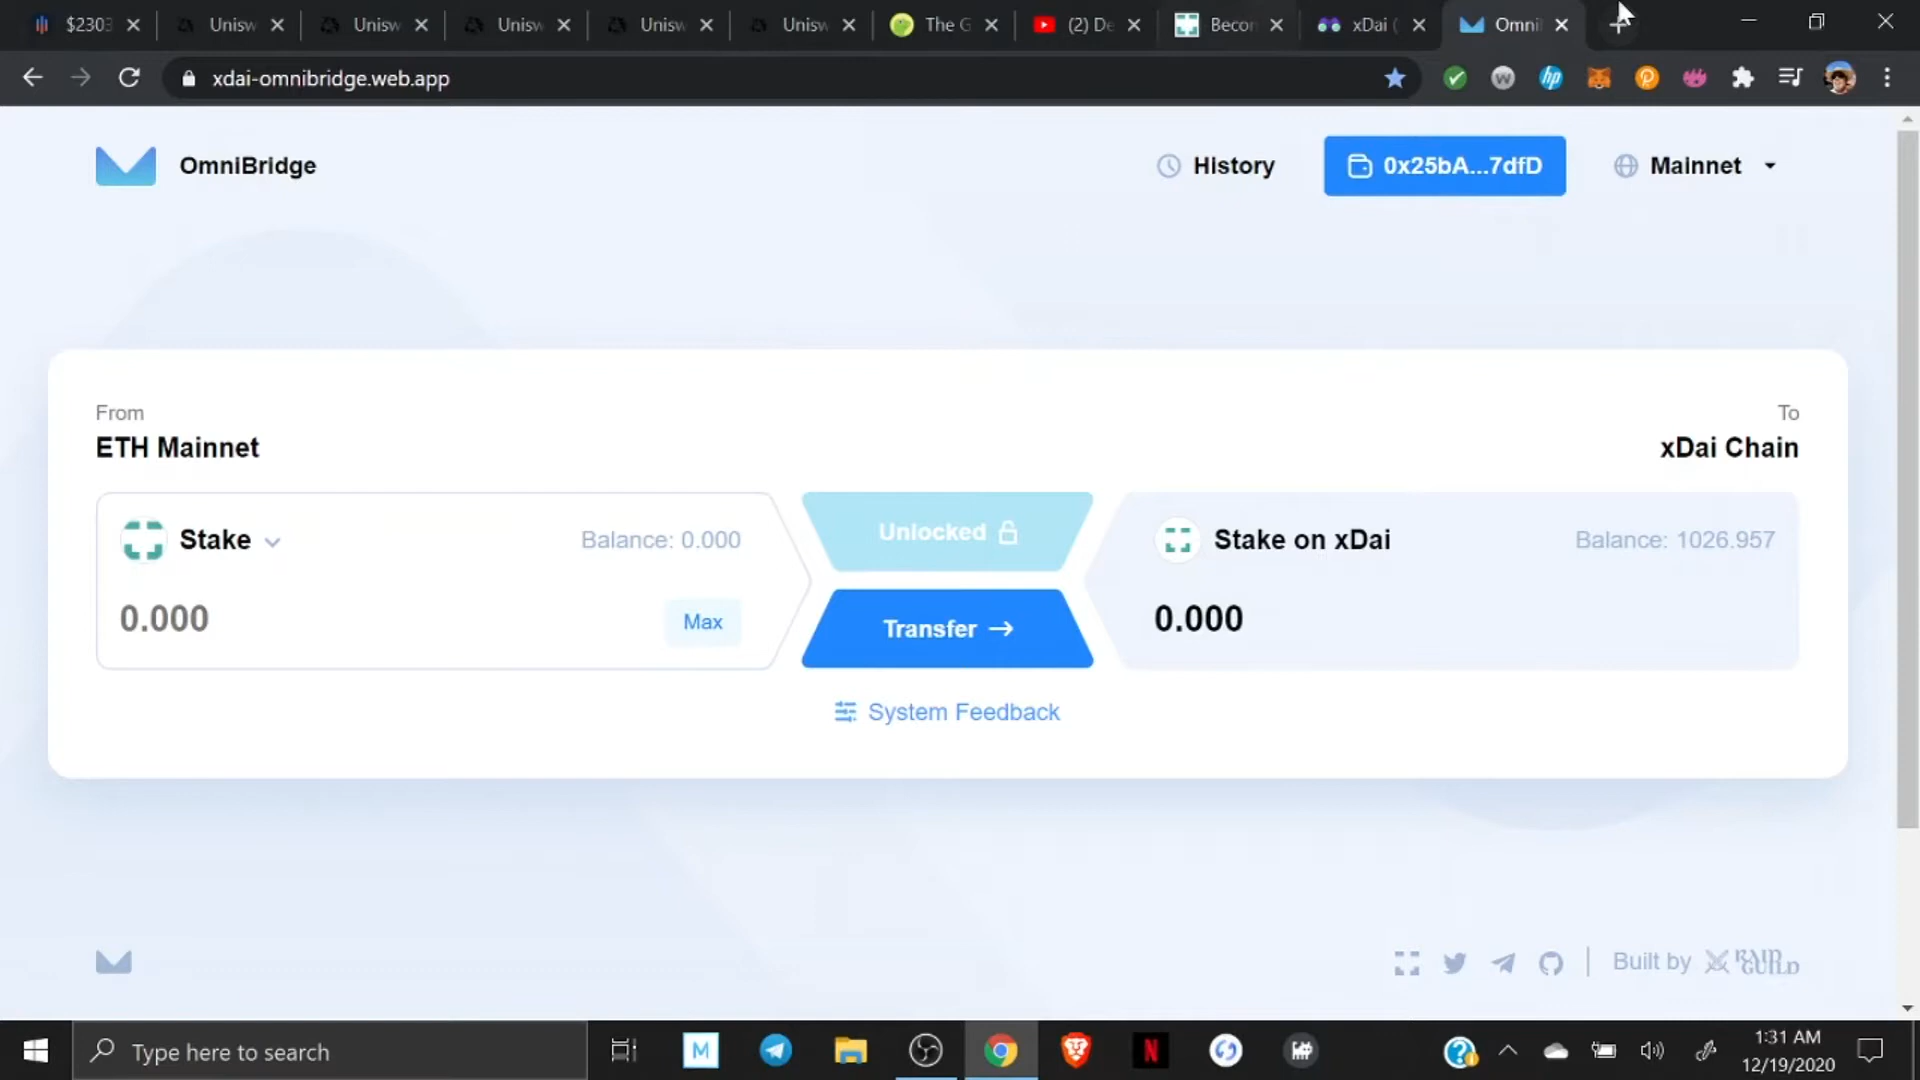 $2303
Unisw
Unisw
Unisw
Unisw
Unisw
The G
(2) De
Becon
xDai (
Omni
xdai-omnibridge.web.app
OmniBridge
History
0x25bA...7dfD
Mainnet
From
To
ETH Mainnet
xDai Chain
Stake
Balance: 0.000
Unlocked
Stake on xDai
Balance: 1026.957
0.000
Max
Transfer →
0.000
System Feedback
Built by RAID GUILD
Type here to search
1:31 AM
12/19/2020